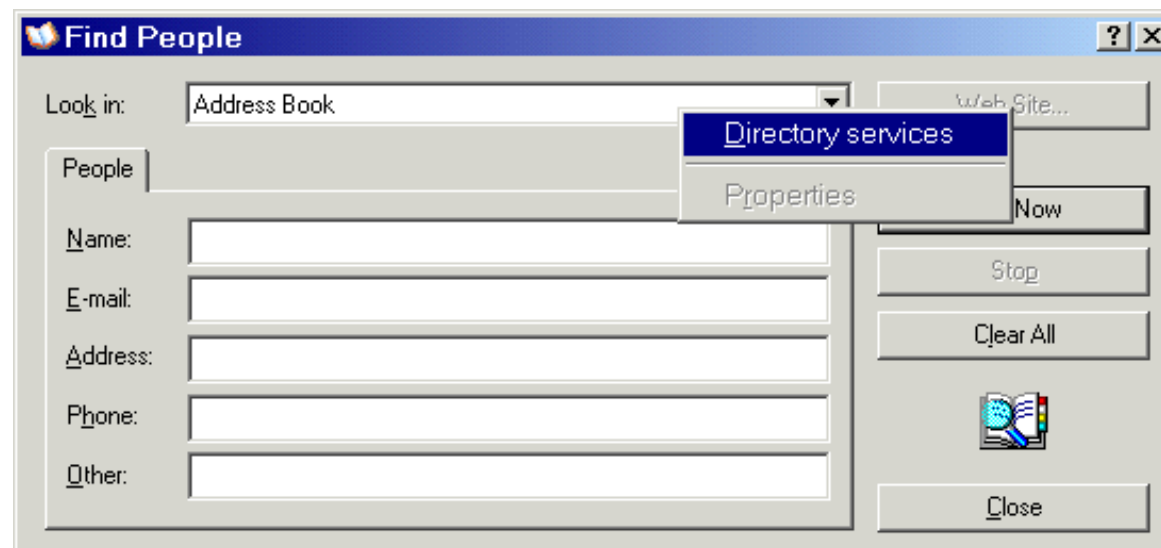 Find People
Look in:
Address Book
Web Site...
Directory services
Properties
People
Now
Name:
Stop
E-mail:
Clear All
Address:
Phone:
Other:
Close